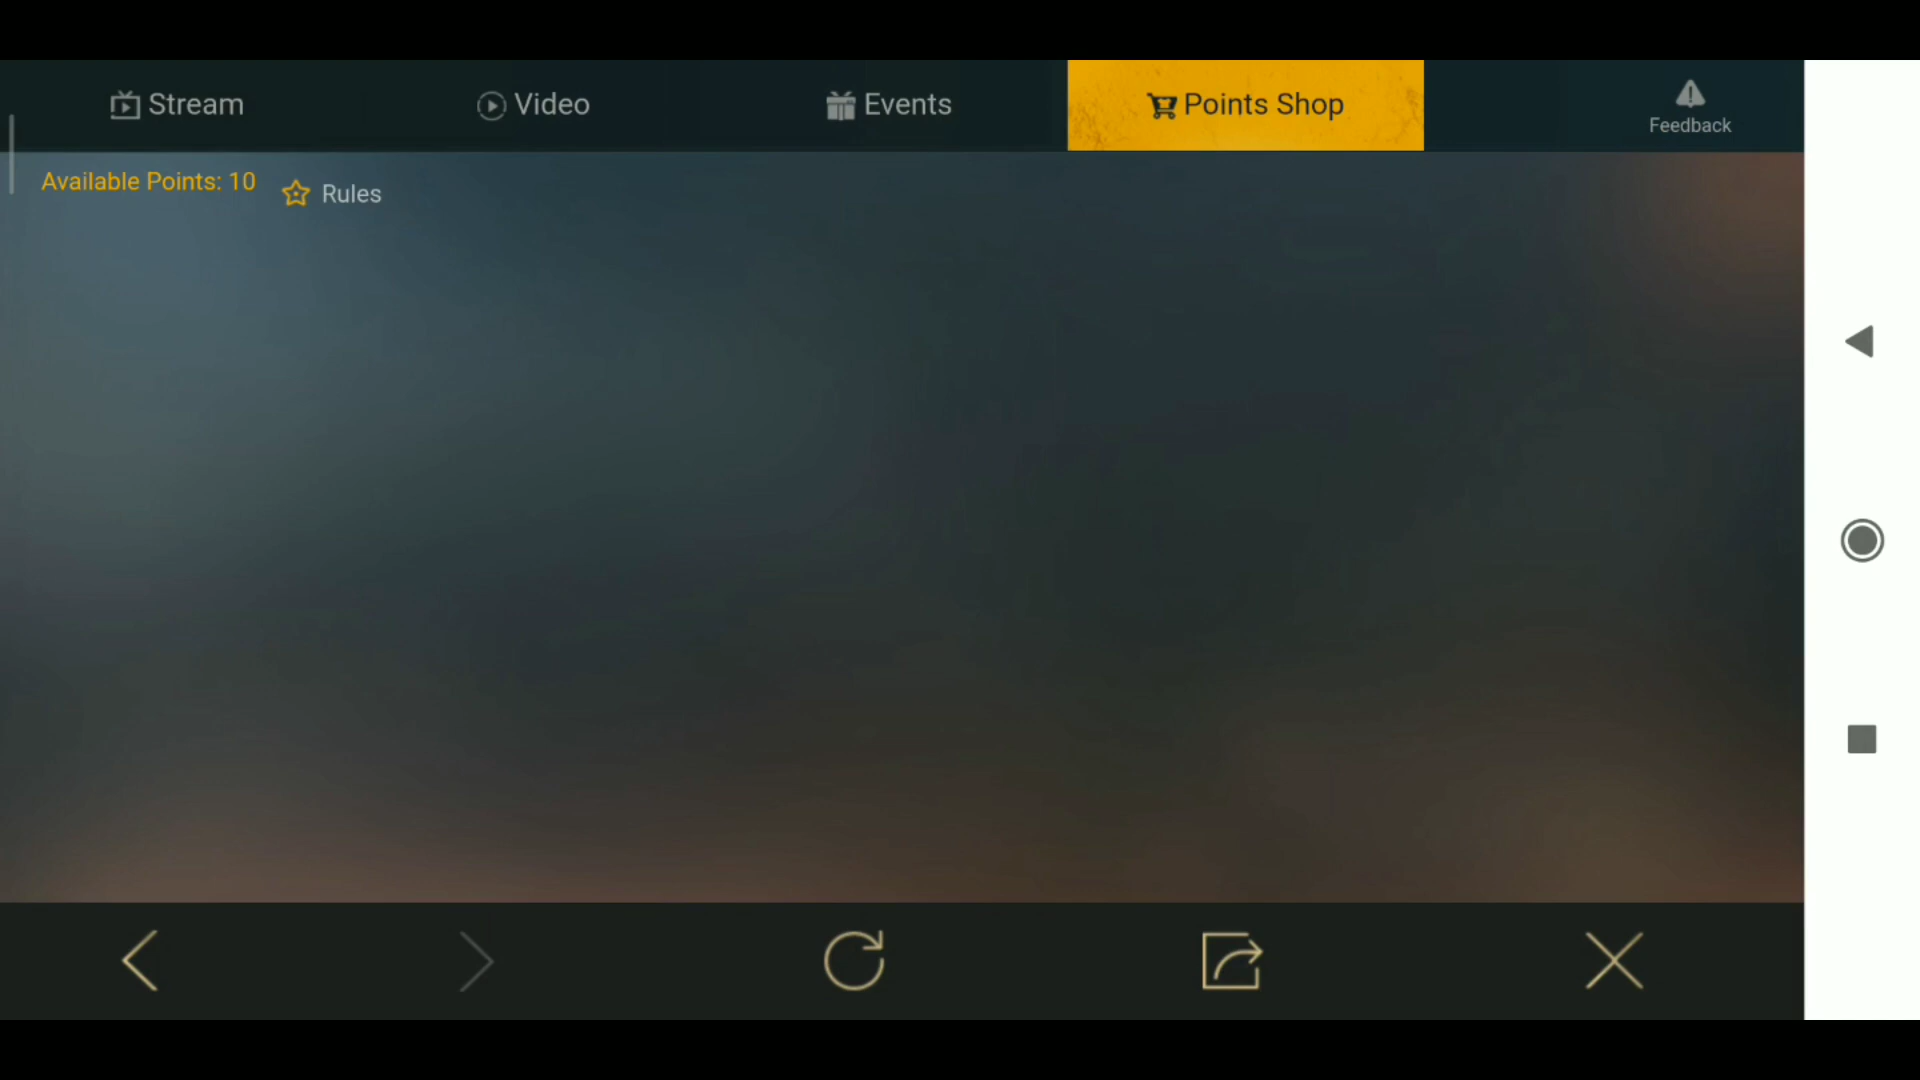 Stream
Video
Events
Points Shop
Feedback
Available Points: 10
Rules